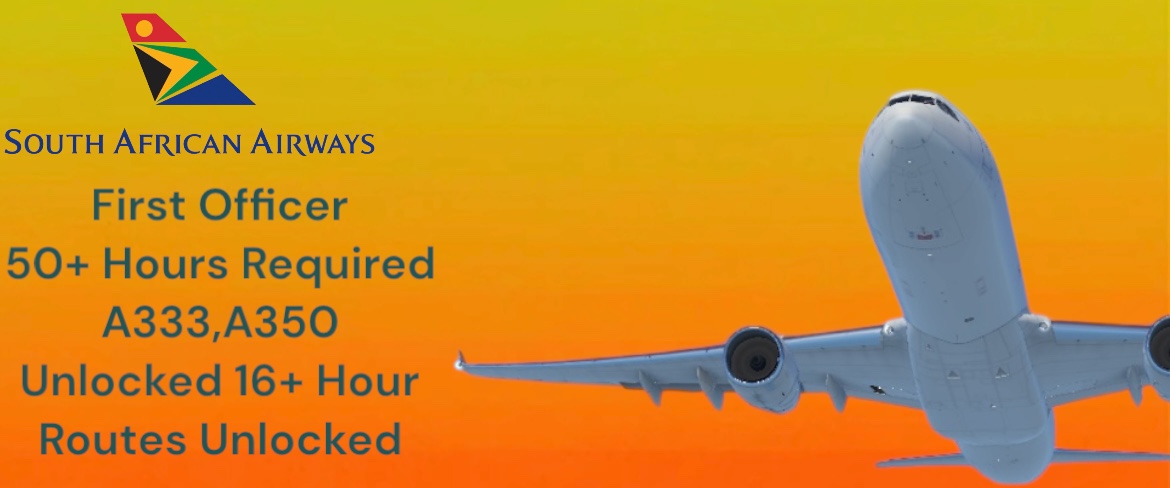 SOUTH AFRICAN AIRWAYS
First Officer
50+ Hours Required
A333,A350
Unlocked 16+ Hour
Routes Unlocked